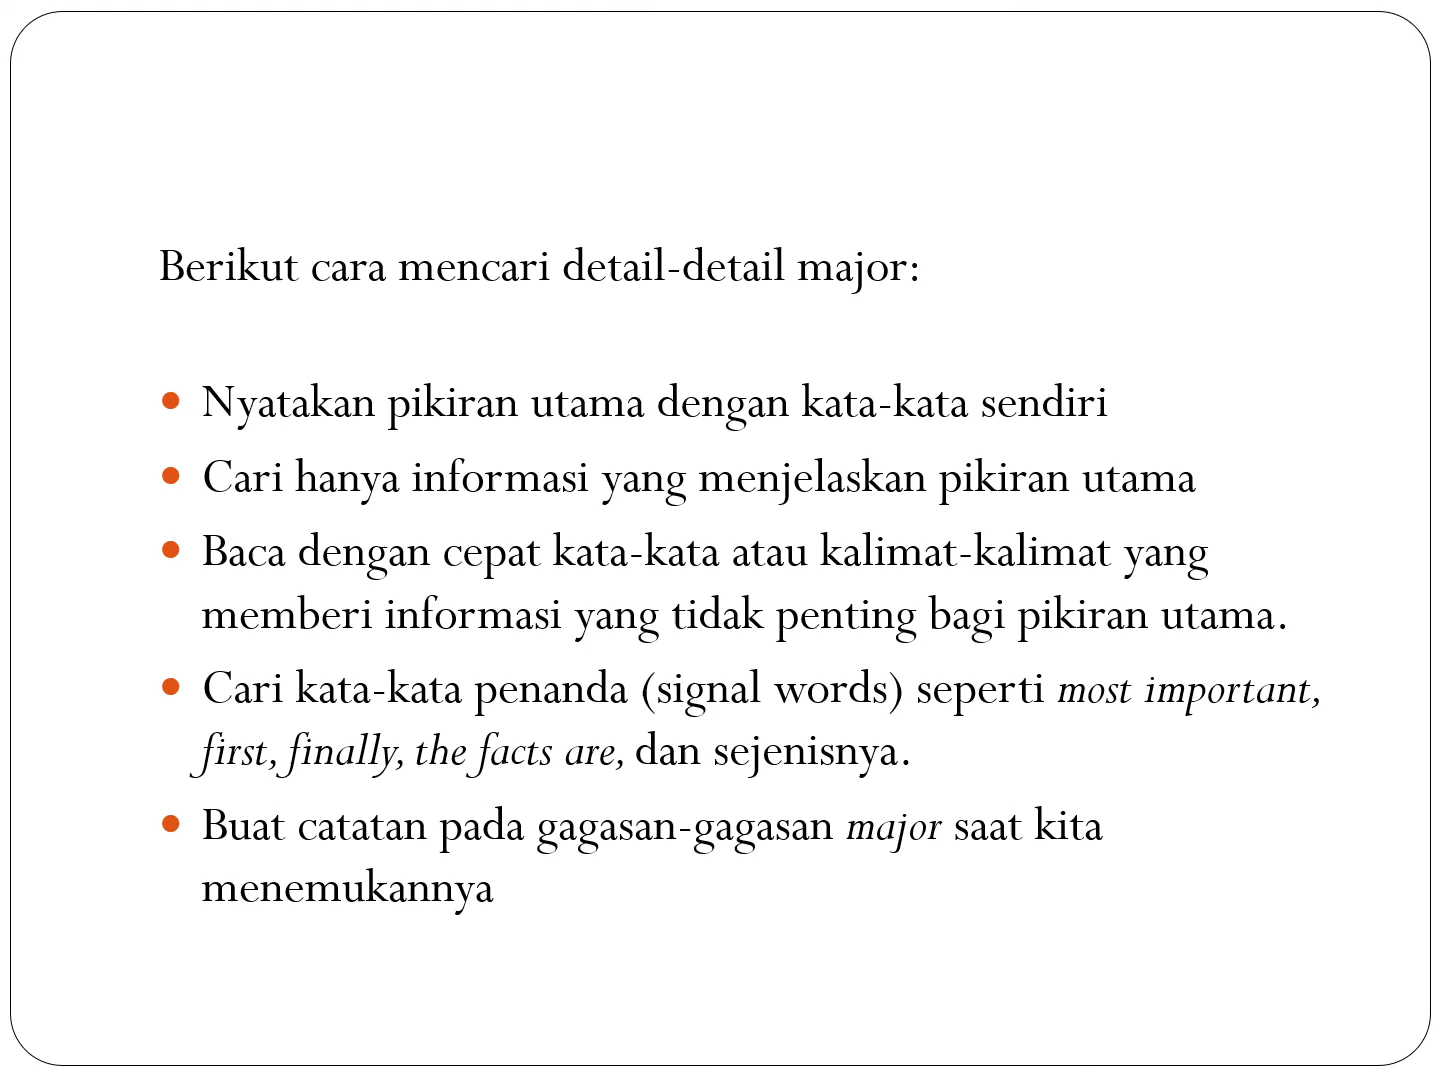 Berikut cara mencari detail-detail major:
• Nyatakan pikiran utama dengan kata-kata sendiri
• Cari hanya informasi yang menjelaskan pikiran utama
• Baca dengan cepat kata-kata atau kalimat-kalimat yang
memberi informasi yang tidak penting bagi pikiran utama.
• Cari kata-kata penanda (signal words) seperti most important,
first, finally, the facts are, dan sejenisnya.
• Buat catatan pada gagasan-gagasan major saat kita
menemukannya